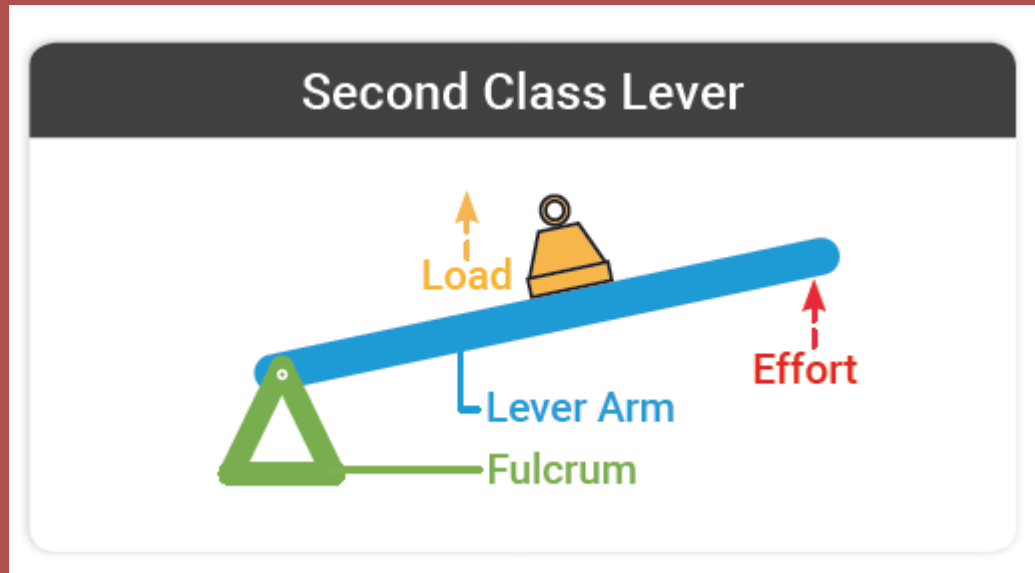 Second Class Lever
Load
Effort
Lever Arm
Fulcrum